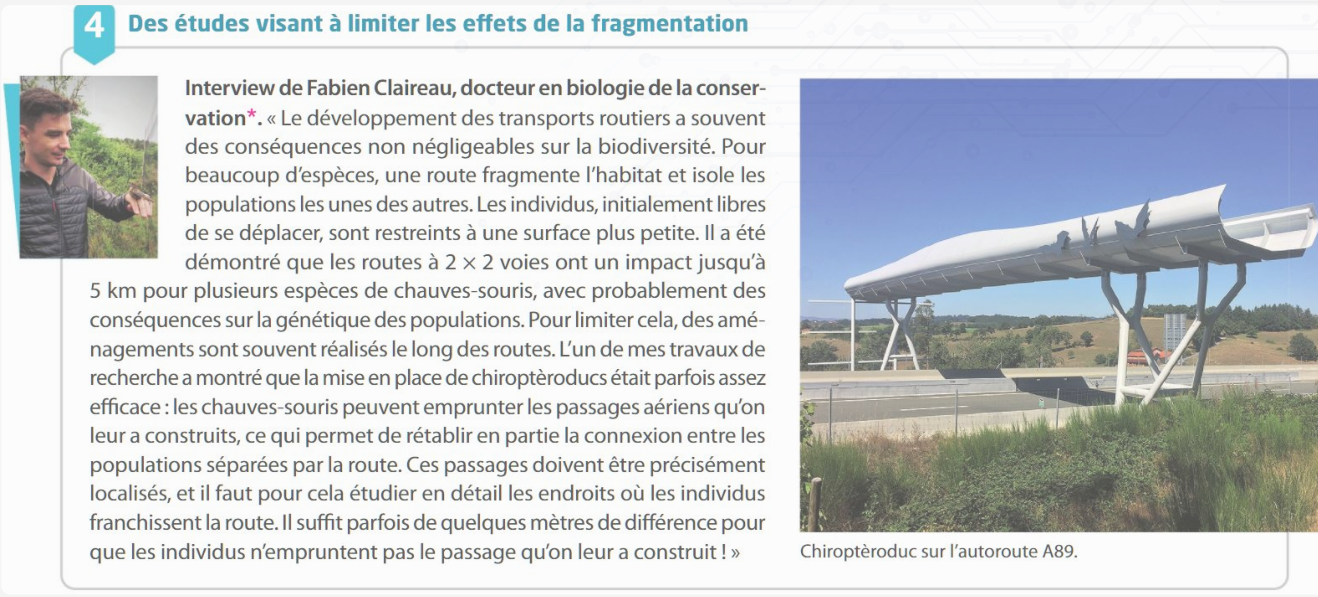 4 Des études visant à limiter les effets de la fragmentation
Interview de Fabien Claireau, docteur en biologie de la conser-
vation*. « Le développement des transports routiers a souvent
des conséquences non négligeables sur la biodiversité. Pour
beaucoup d'espèces, une route fragmente l'habitat et isole les
populations les unes des autres. Les individus, initialement libres
de se déplacer, sont restreints à une surface plus petite. Il a été
démontré que les routes à 2 × 2 voies ont un impact jusqu'à
5 km pour plusieurs espèces de chauves-souris, avec probablement des
conséquences sur la génétique des populations. Pour limiter cela, des amé-
nagements sont souvent réalisés le long des routes. L'un de mes travaux de
recherche a montré que la mise en place de chiroptèroducs était parfois assez
efficace : les chauves-souris peuvent emprunter les passages aériens qu'on
leur a construits, ce qui permet de rétablir en partie la connexion entre les
populations séparées par la route. Ces passages doivent être précisément
localisés, et il faut pour cela étudier en détail les endroits où les individus
franchissent la route. Il suffit parfois de quelques mètres de différence pour
que les individus n'empruntent pas le passage qu'on leur a construit ! »
Chiroptèroduc sur l'autoroute A89.